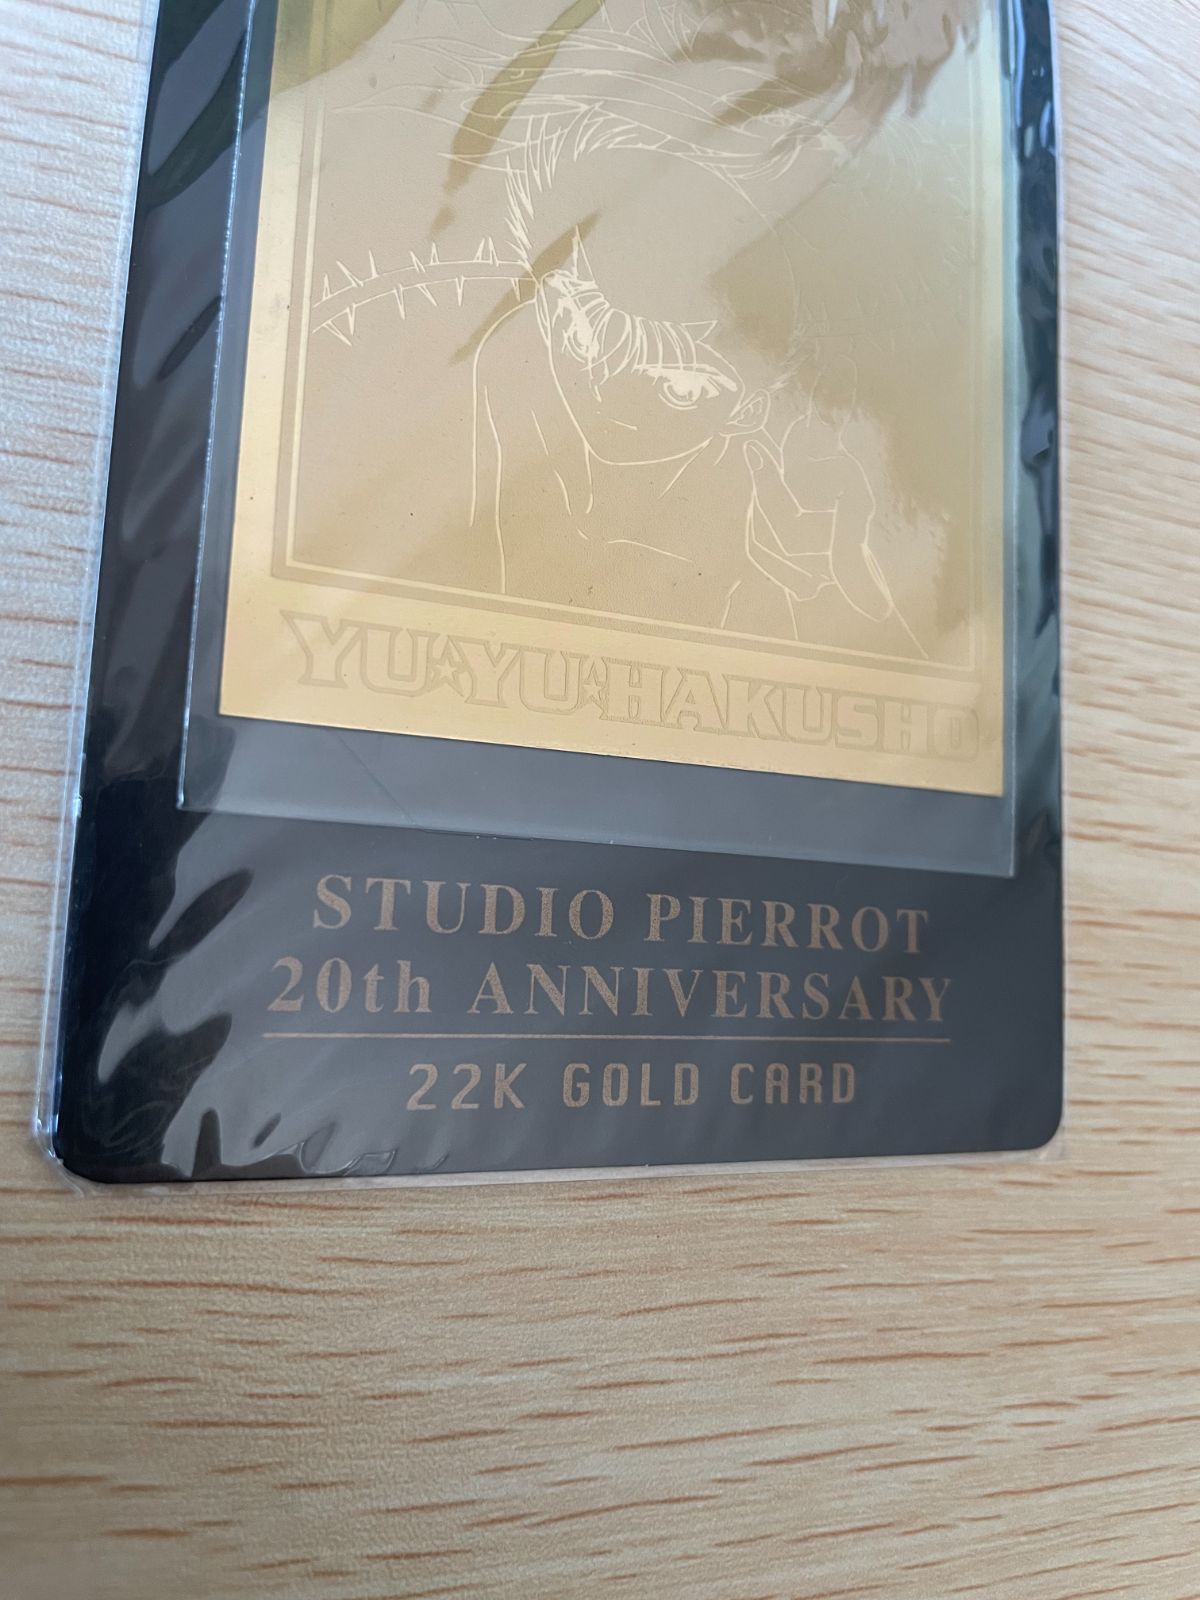 YU★YU★HAKUSHO
STUDIO PIERROT
20th ANNIVERSARY
22K GOLD CARD